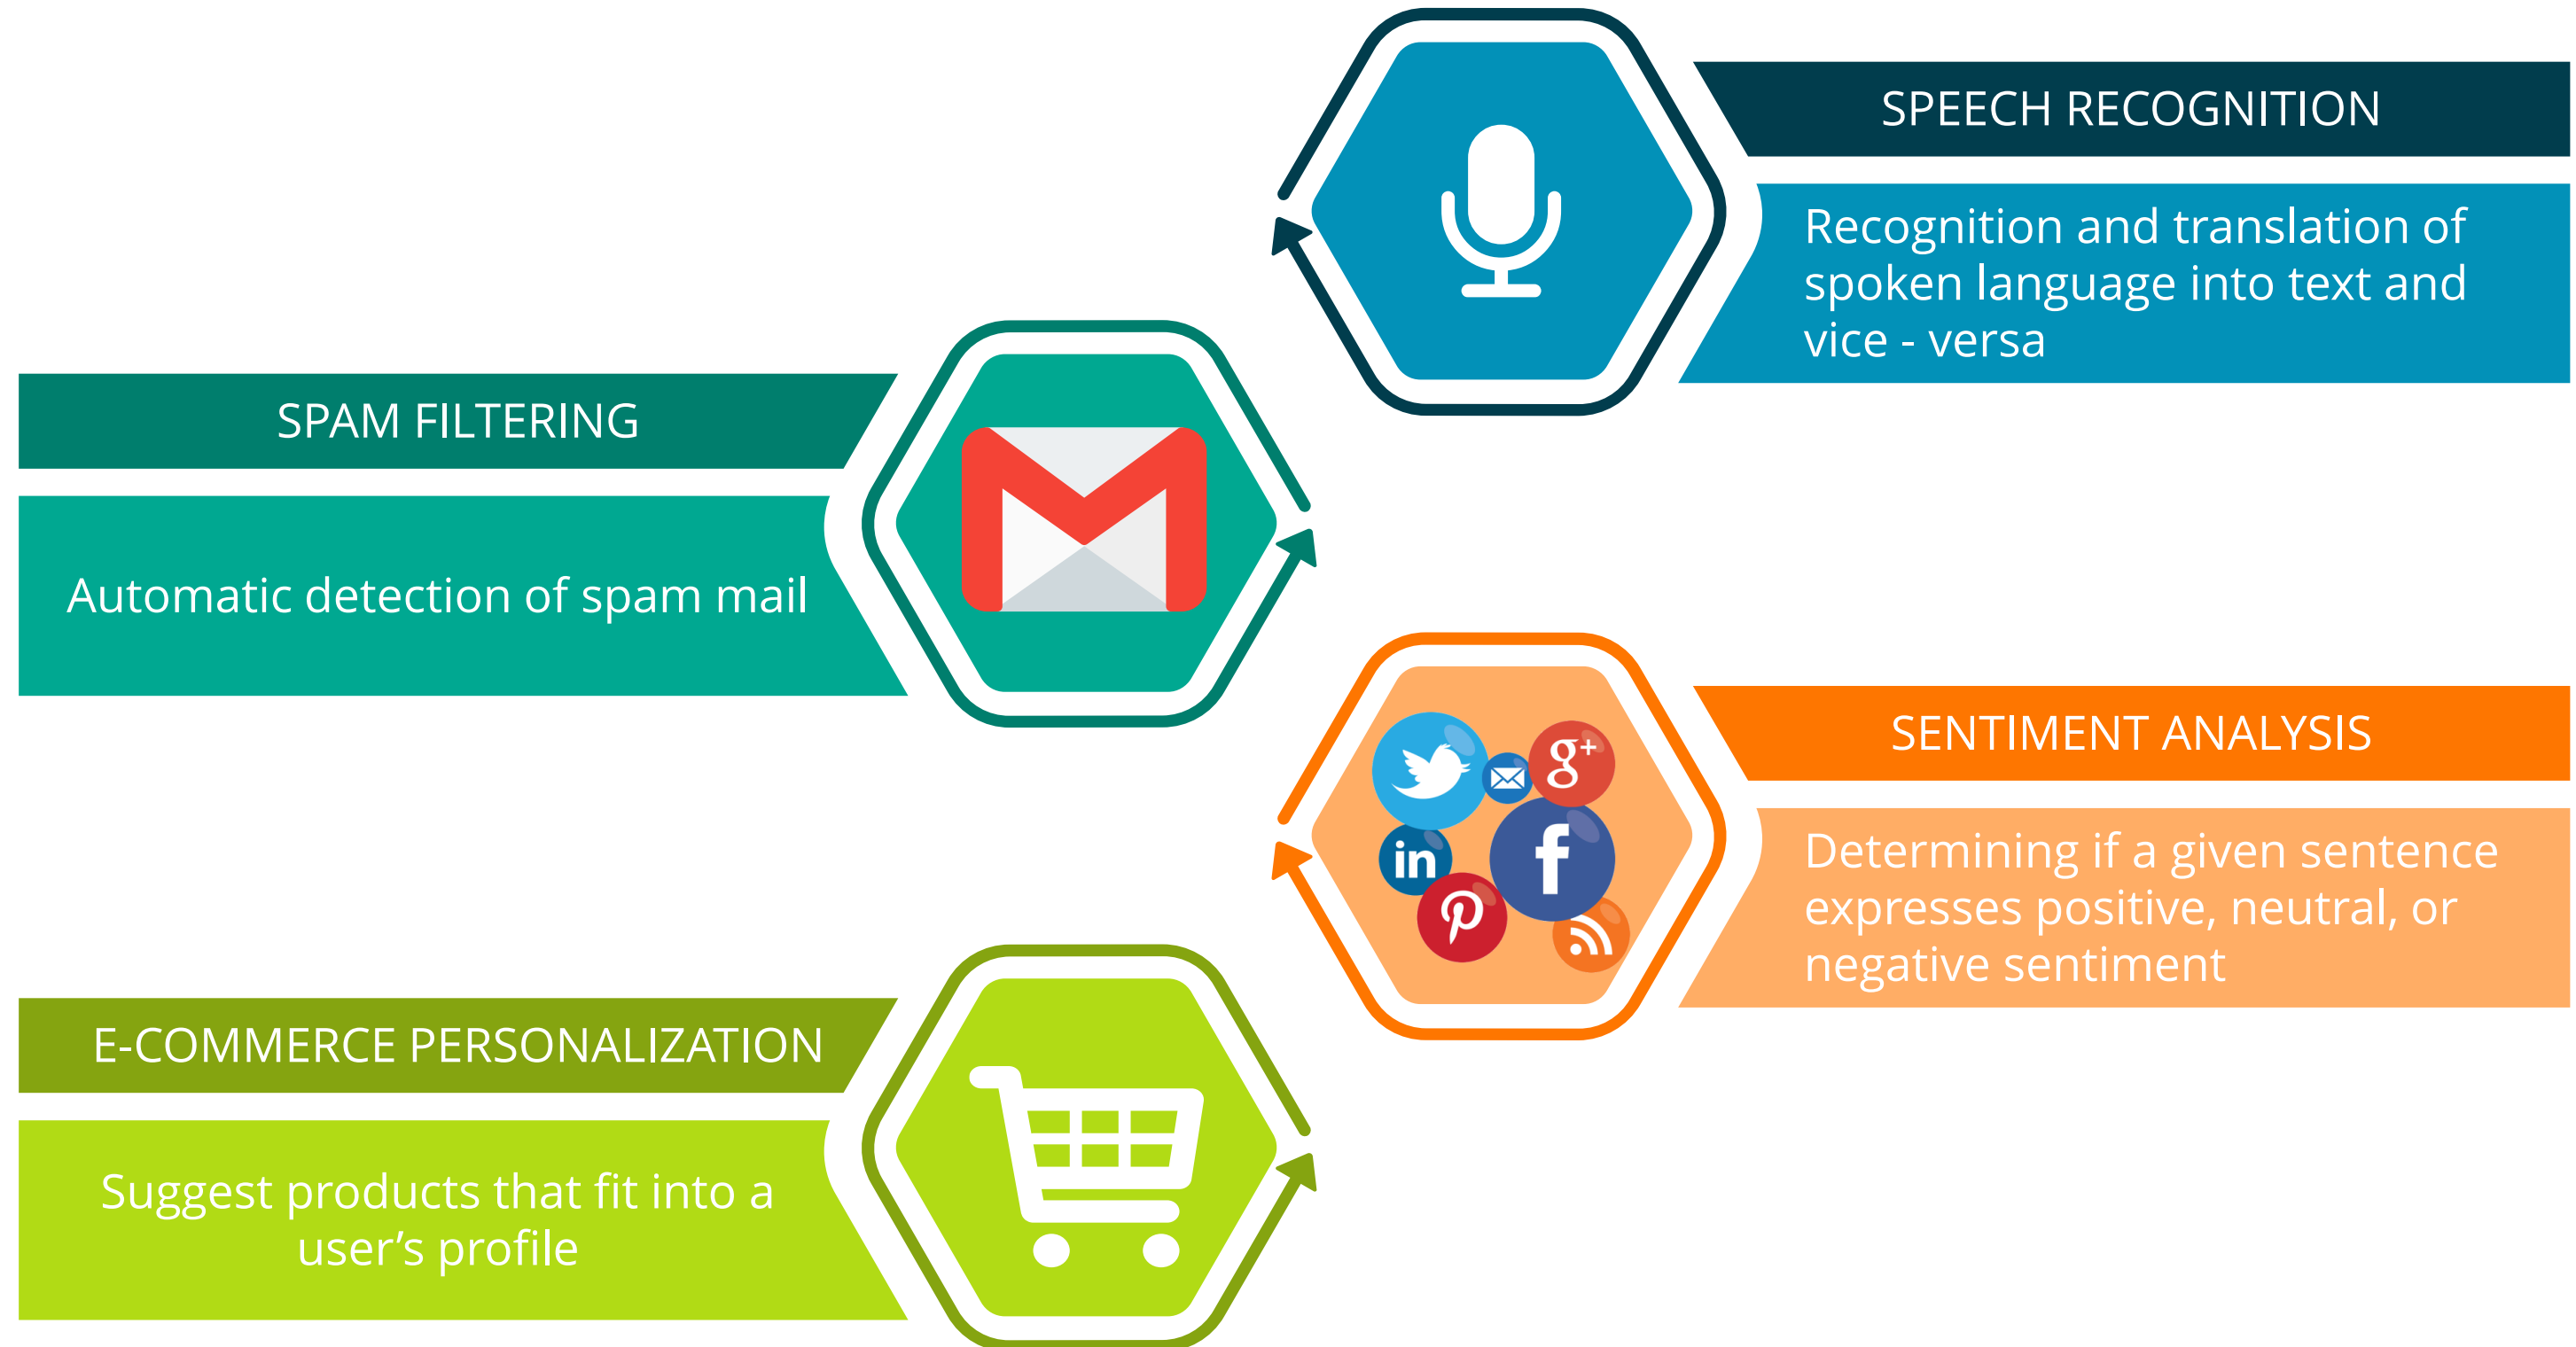 SPEECH RECOGNITION
Recognition and translation of
spoken language into text and
vice - versa
SPAM FILTERING
Automatic detection of spam mail
SENTIMENT ANALYSIS
Determining if a given sentence
expresses positive, neutral, or
negative sentiment
g+
in
f
E-COMMERCE PERSONALIZATION
Suggest products that fit into a
user’s profile